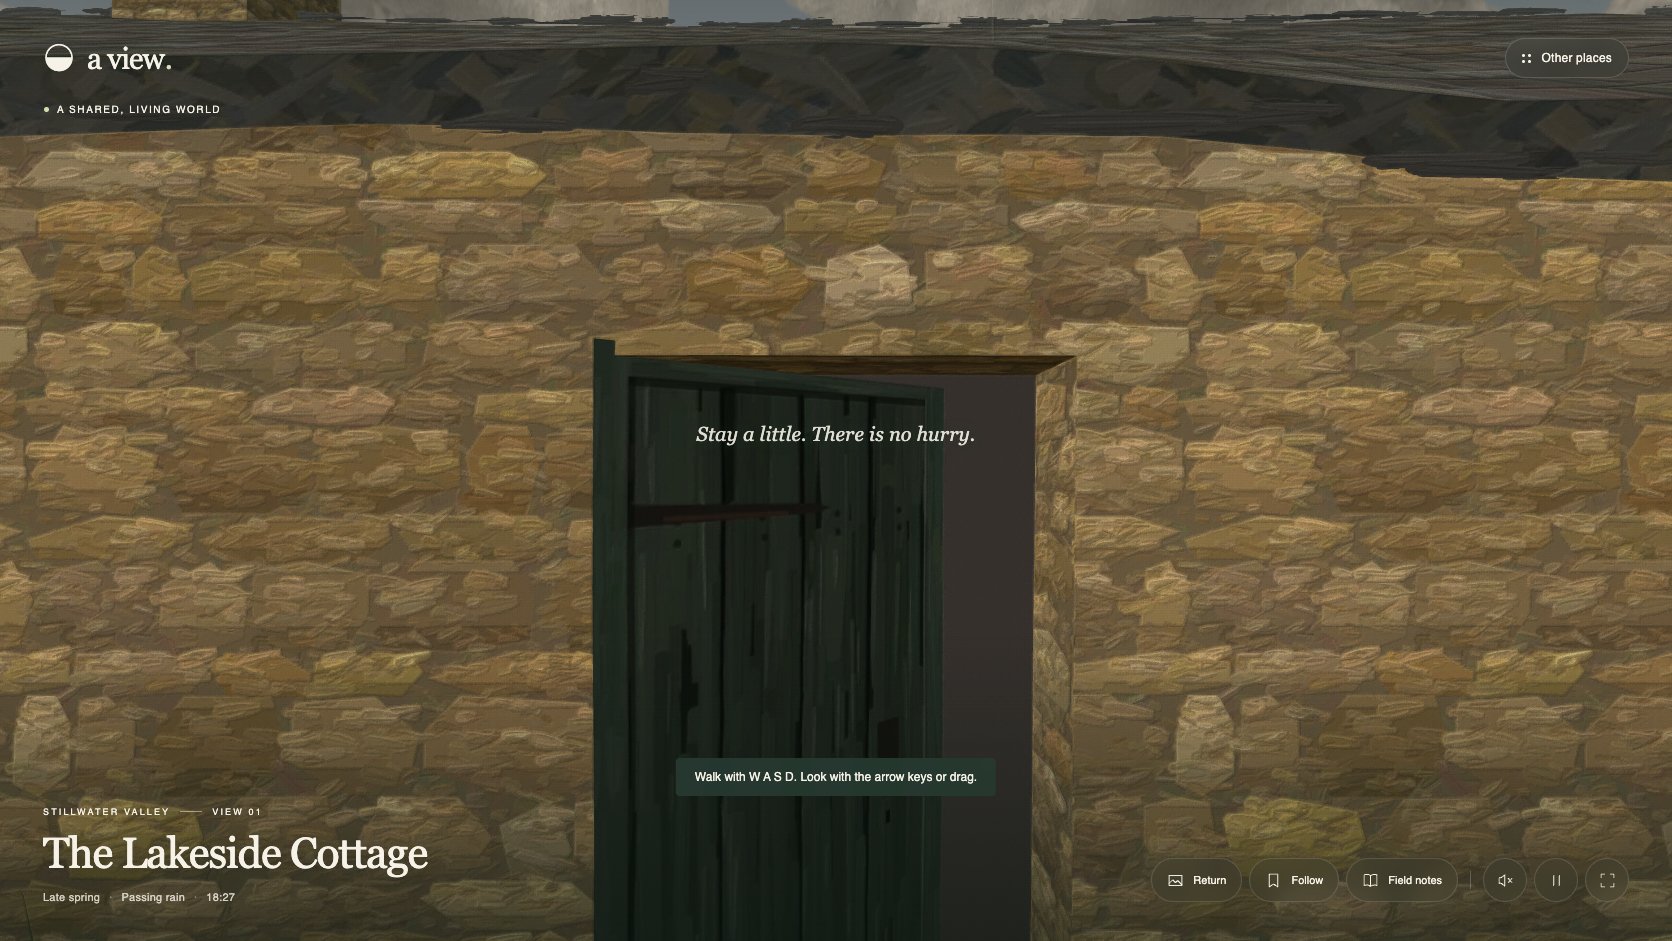 a view.
Other places
A SHARED, LIVING WORLD
Stay a little. There is no hurry.
Walk with W A S D. Look with the arrow keys or drag.
STILLWATER VALLEY — VIEW 01
The Lakeside Cottage
Late spring · Passing rain · 18:27
Return
Follow
Field notes